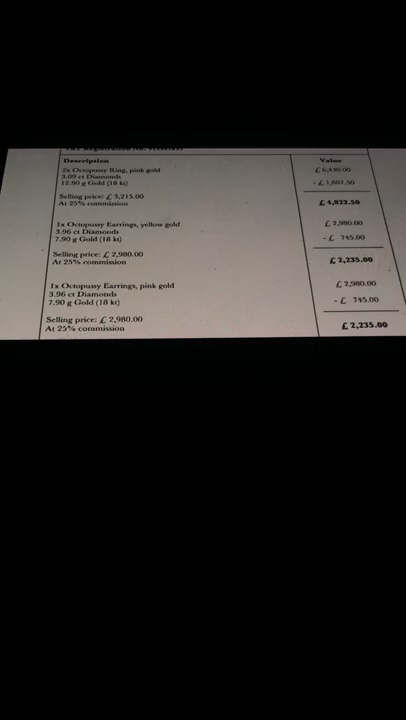 VAT Registration No.
Description Value
2x Octopussy Ring, pink gold £ 6,430.00
3.09 ct Diamonds
12.90 g Gold (18 kt) - £ 1,607.50
Selling price: £ 3,215.00
At 25% commission £ 4,822.50
1x Octopussy Earrings, yellow gold £ 2,980.00
3.96 ct Diamonds
7.90 g Gold (18 kt) - £ 745.00
Selling price: £ 2,980.00
At 25% commission £ 2,235.00
1x Octopussy Earrings, pink gold £ 2,980.00
3.96 ct Diamonds
7.90 g Gold (18 kt) - £ 745.00
Selling price: £ 2,980.00
At 25% commission £ 2,235.00